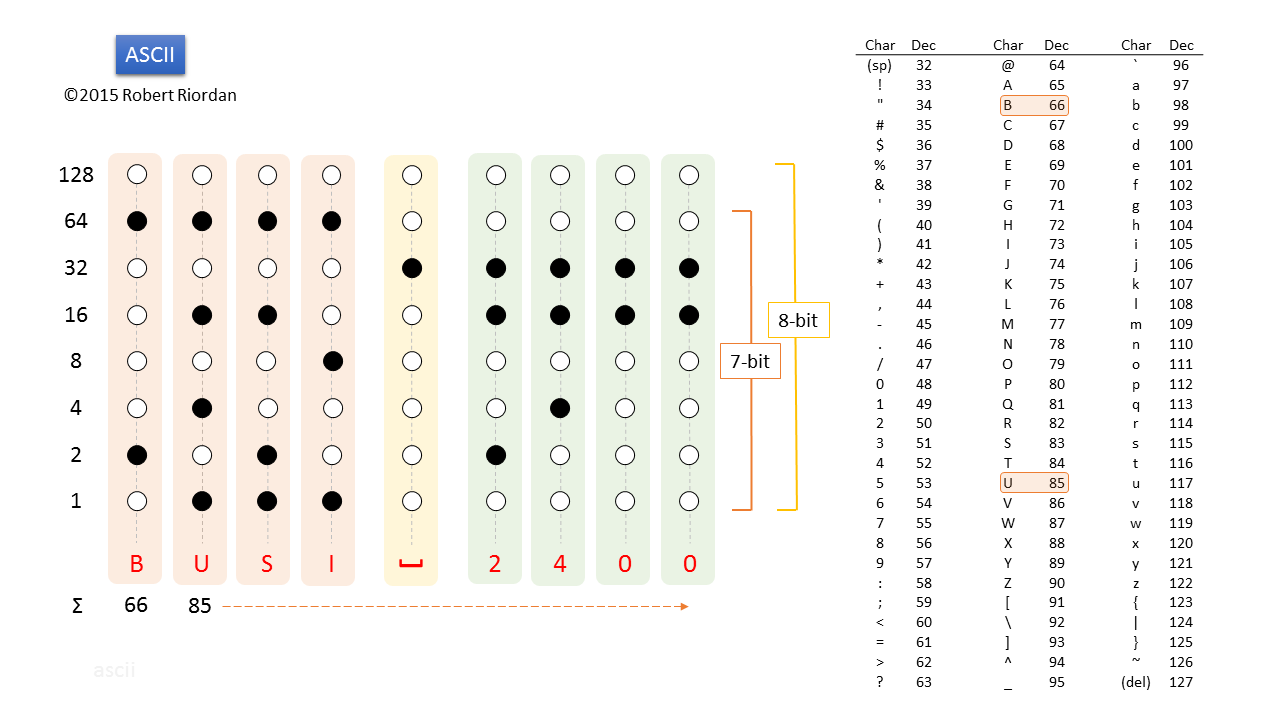 ASCII
©2015 Robert Riordan
128
64
32
16
8
4
2
1
B U S I ⎵ 2 4 0 0
Σ 66 85
8-bit
7-bit
Char Dec Char Dec Char Dec
(sp) 32 @ 64 ` 96
! 33 A 65 a 97
" 34 B 66 b 98
# 35 C 67 c 99
$ 36 D 68 d 100
% 37 E 69 e 101
& 38 F 70 f 102
' 39 G 71 g 103
( 40 H 72 h 104
) 41 I 73 i 105
* 42 J 74 j 106
+ 43 K 75 k 107
, 44 L 76 l 108
- 45 M 77 m 109
. 46 N 78 n 110
/ 47 O 79 o 111
0 48 P 80 p 112
1 49 Q 81 q 113
2 50 R 82 r 114
3 51 S 83 s 115
4 52 T 84 t 116
5 53 U 85 u 117
6 54 V 86 v 118
7 55 W 87 w 119
8 56 X 88 x 120
9 57 Y 89 y 121
: 58 Z 90 z 122
; 59 [ 91 { 123
< 60 \ 92 | 124
= 61 ] 93 } 125
> 62 ^ 94 ~ 126
? 63 _ 95 (del) 127
ascii